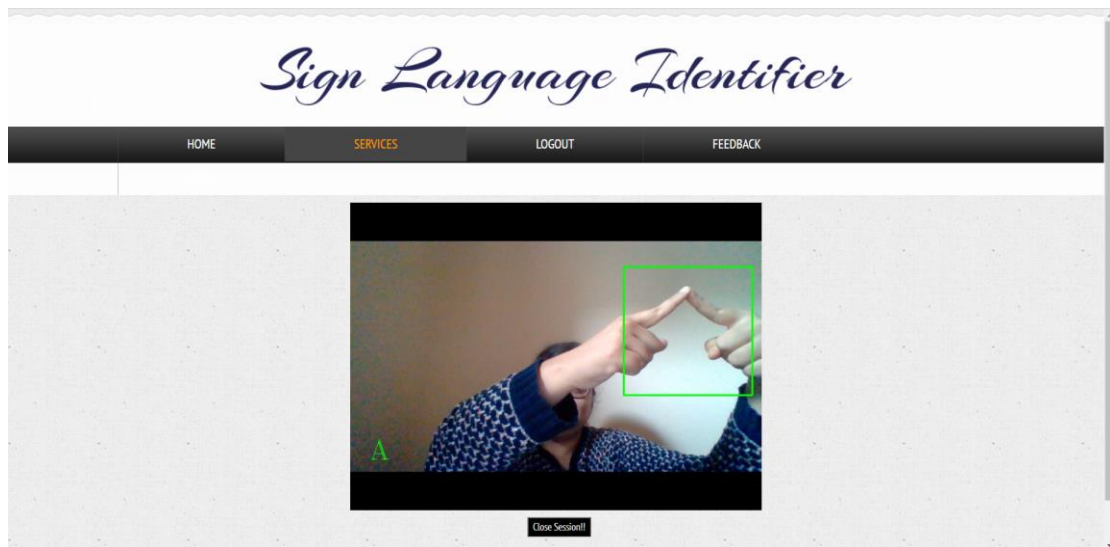 Sign Language Identifier
HOME SERVICES LOGOUT FEEDBACK
A
Close Session!!